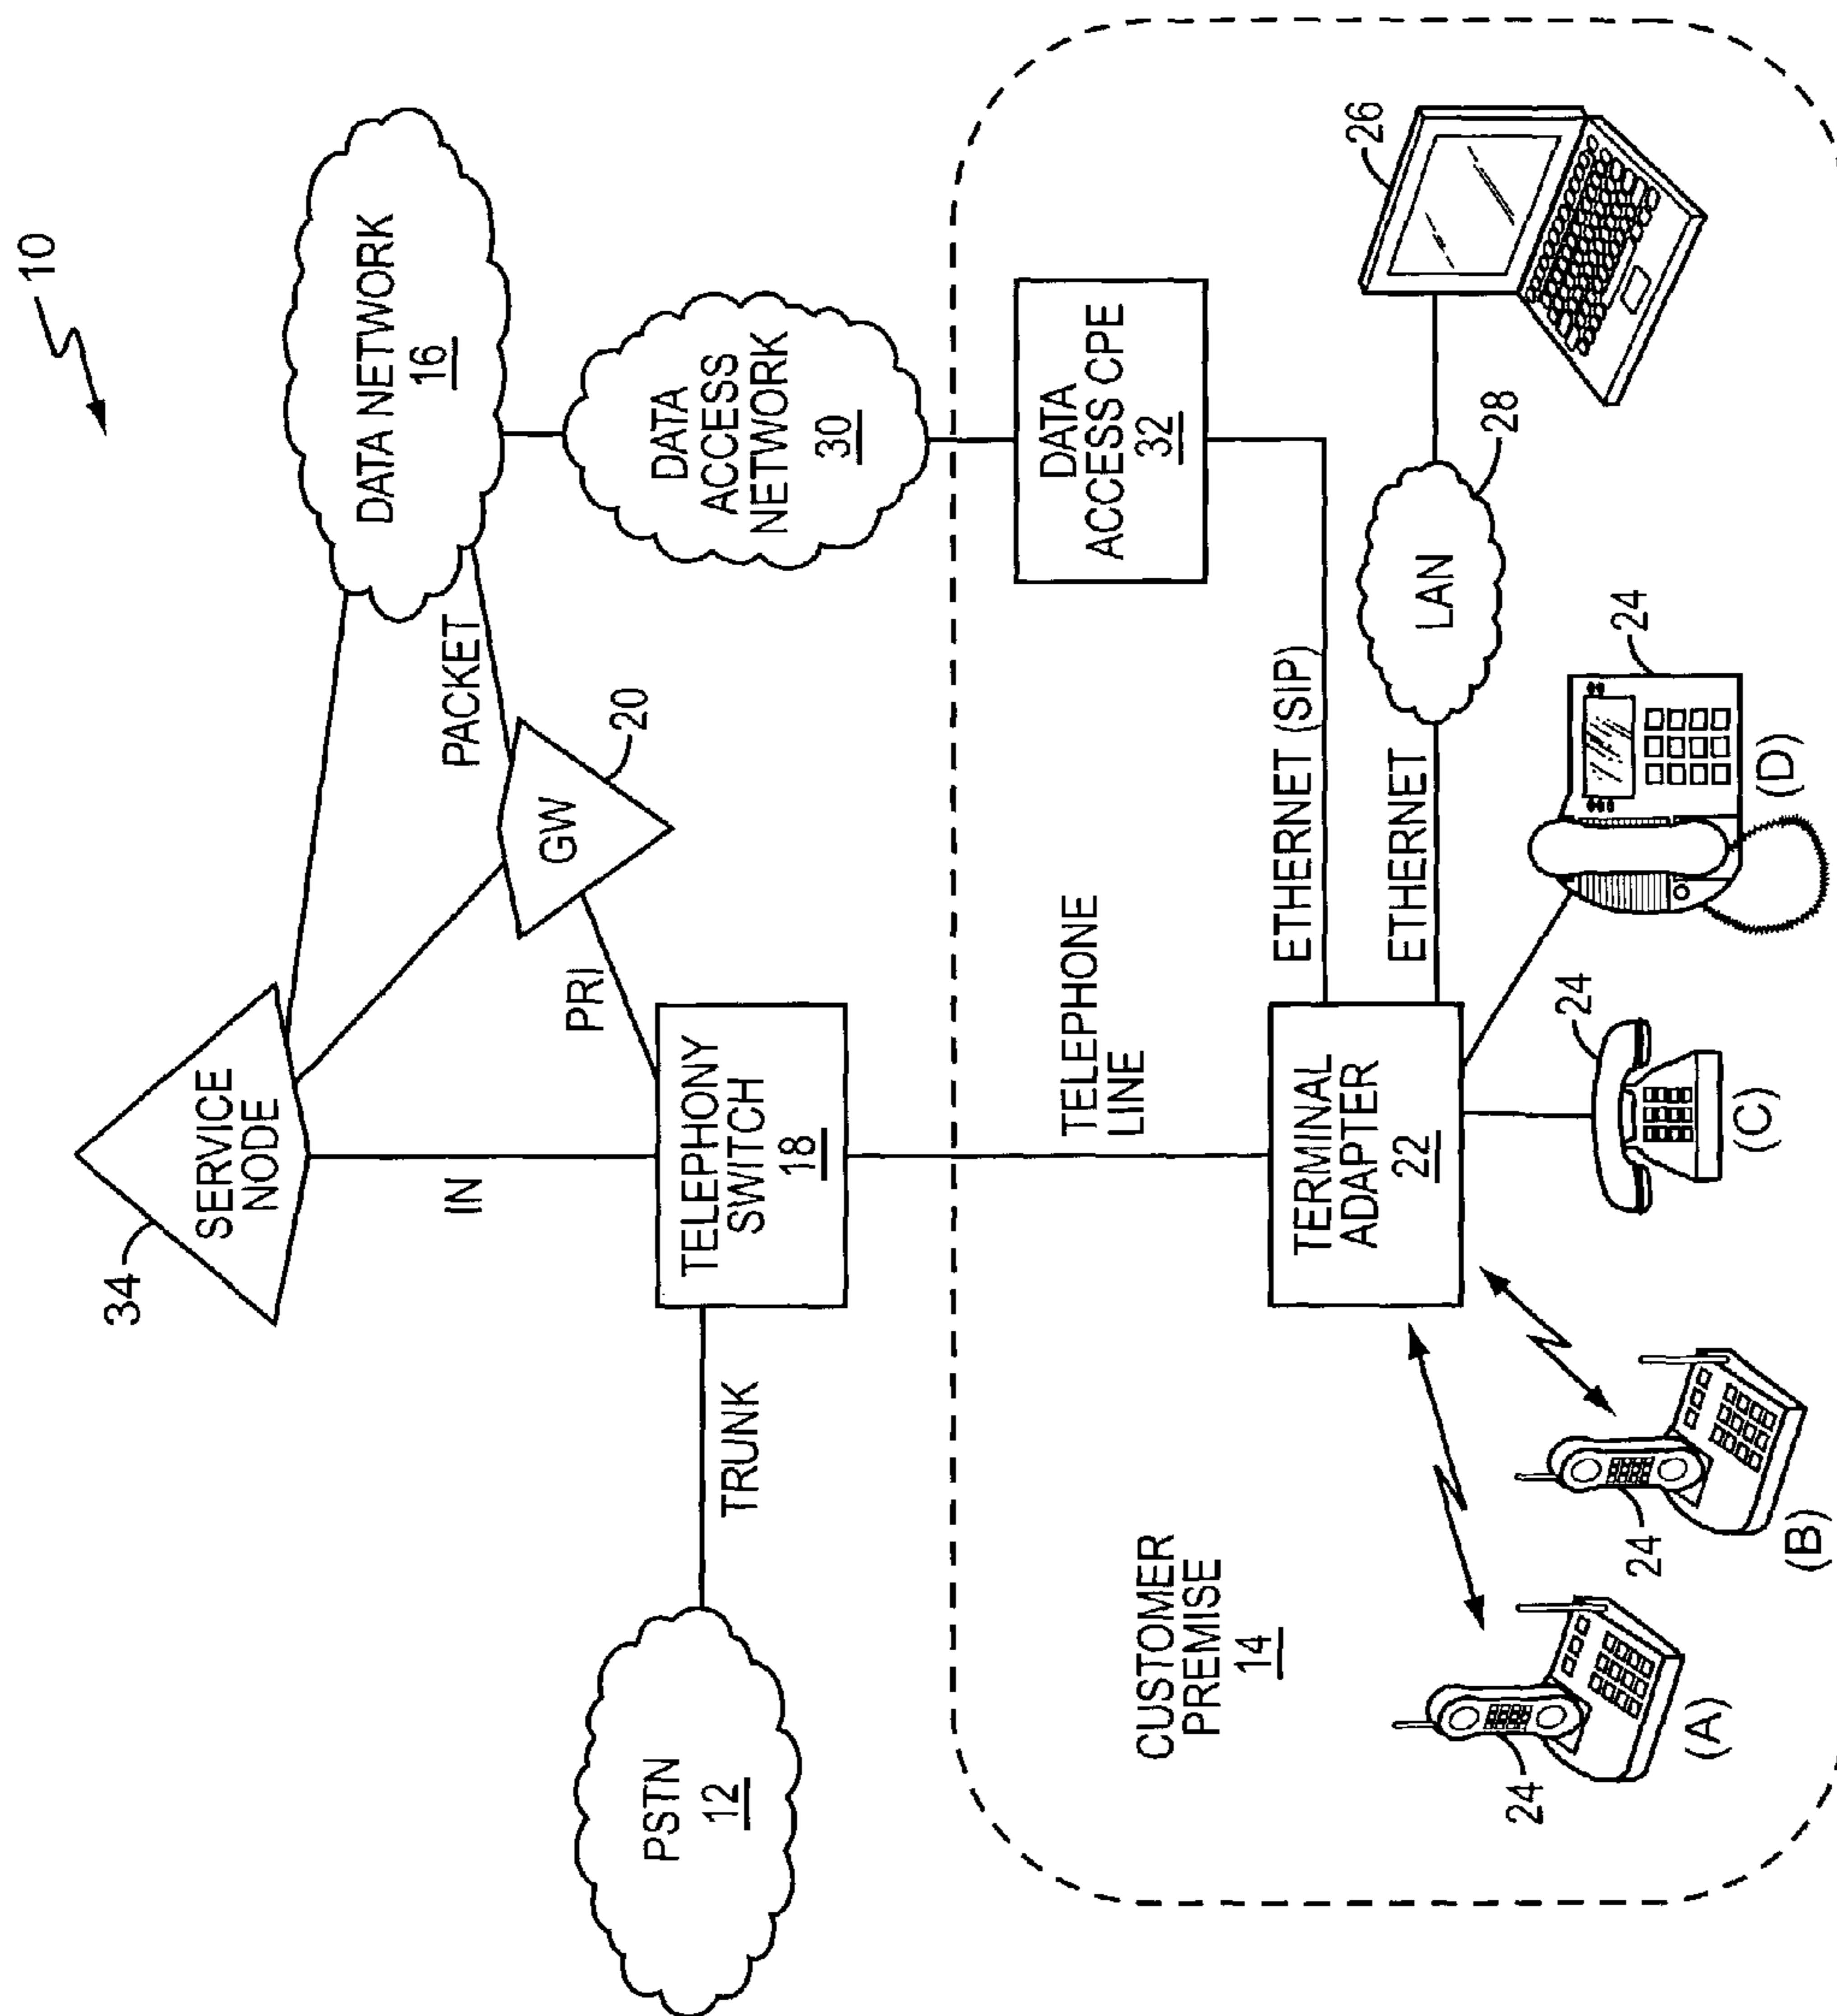 10
34
SERVICE
NODE
DATA NETWORK
16
IN
PACKET
GW
20
PRI
DATA
ACCESS
NETWORK
30
PSTN
12
TRUNK
TELEPHONY
SWITCH
18
CUSTOMER
PREMISE
14
TELEPHONE
LINE
DATA
ACCESS CPE
32
ETHERNET (SIP)
ETHERNET
LAN
28
26
TERMINAL
ADAPTER
22
24
(A)
24
(B)
24
(C)
24
(D)